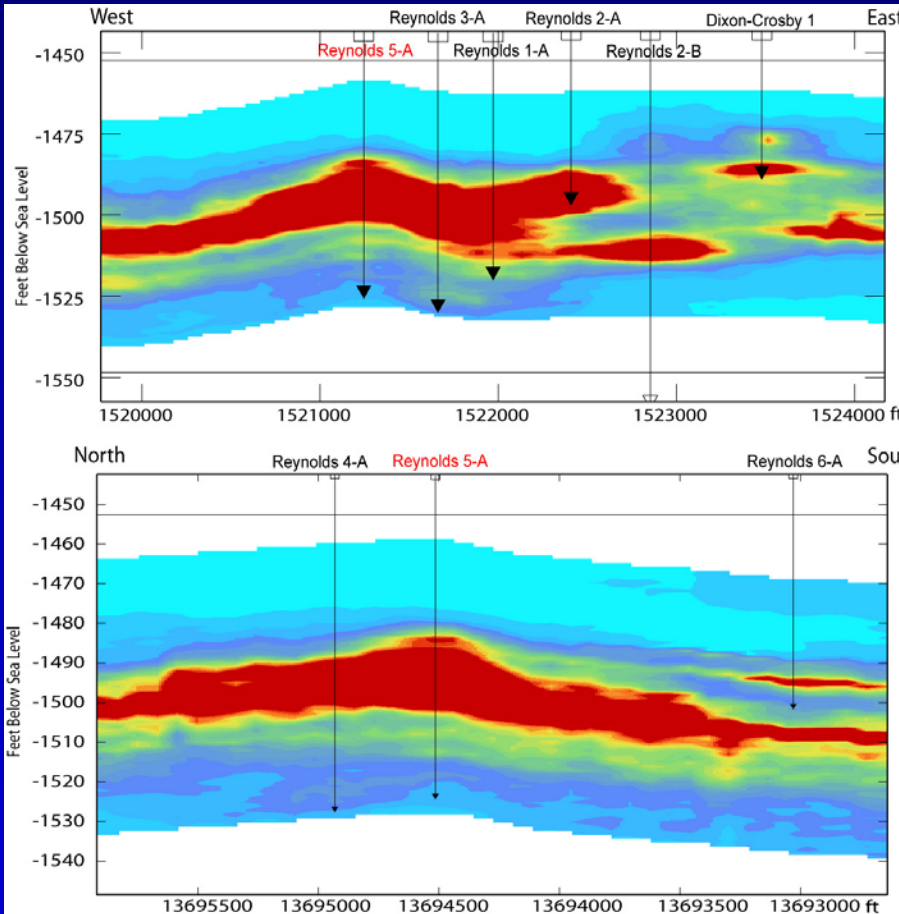 West Reynolds 3-A Reynolds 2-A Dixon-Crosby 1 East
Reynolds 5-A Reynolds 1-A Reynolds 2-B
Feet Below Sea Level
-1450
-1475
-1500
-1525
-1550
1520000 1521000 1522000 1523000 1524000 ft
North Reynolds 4-A Reynolds 5-A Reynolds 6-A Sou
Feet Below Sea Level
-1450
-1460
-1470
-1480
-1490
-1500
-1510
-1520
-1530
-1540
13695500 13695000 13694500 13694000 13693500 13693000 ft